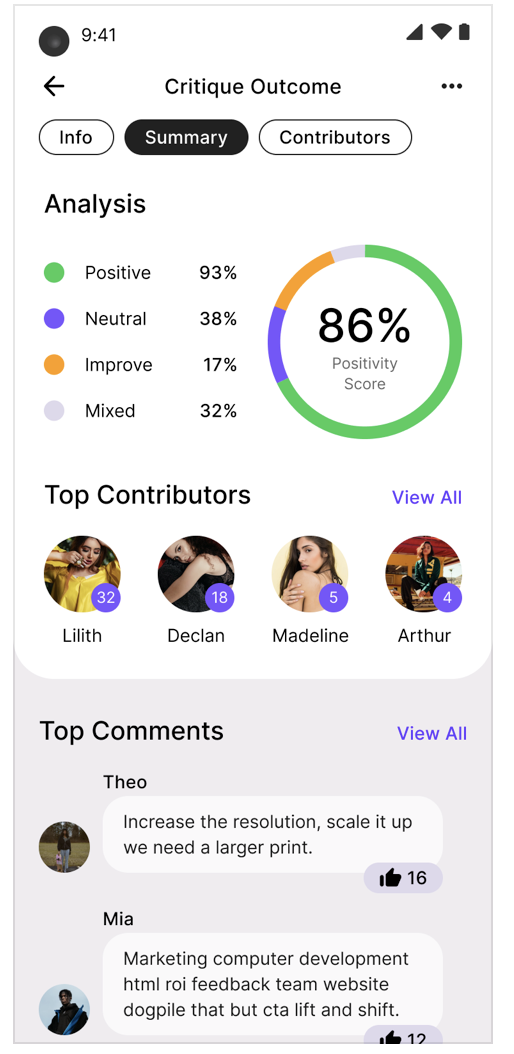 9:41
Critique Outcome
Info Summary Contributors
Analysis
Positive 93%
Neutral 38%
Improve 17%
Mixed 32%
86%
Positivity
Score
Top Contributors View All
32 18 5 4
Lilith Declan Madeline Arthur
Top Comments View All
Theo
Increase the resolution, scale it up
we need a larger print.
16
Mia
Marketing computer development
html roi feedback team website
dogpile that but cta lift and shift.
12